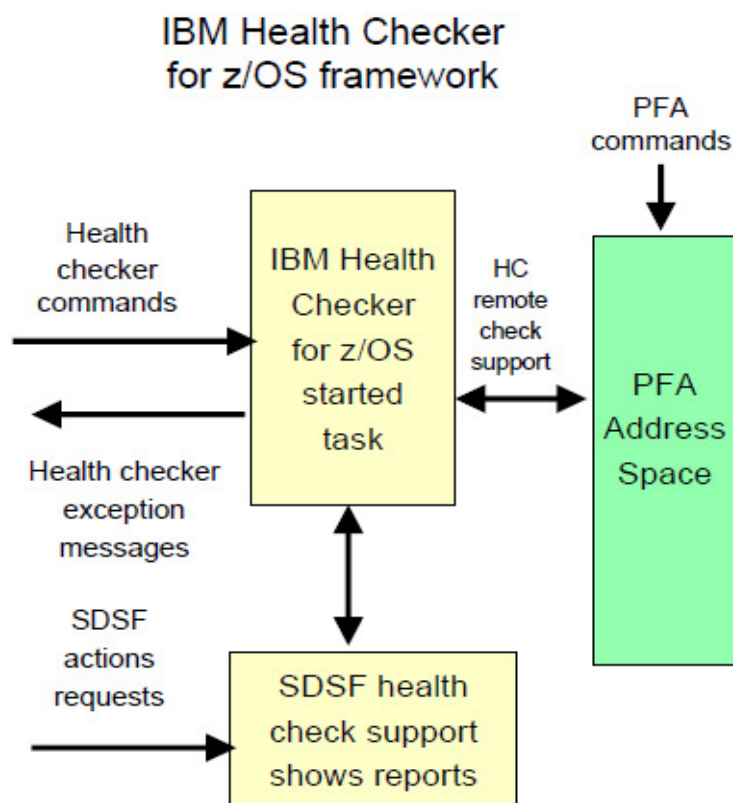 IBM Health Checker
for z/OS framework
PFA
commands
Health
checker
commands
IBM Health
Checker
for z/OS
started
task
HC
remote
check
support
PFA
Address
Space
Health checker
exception
messages
SDSF
actions
requests
SDSF health
check support
shows reports